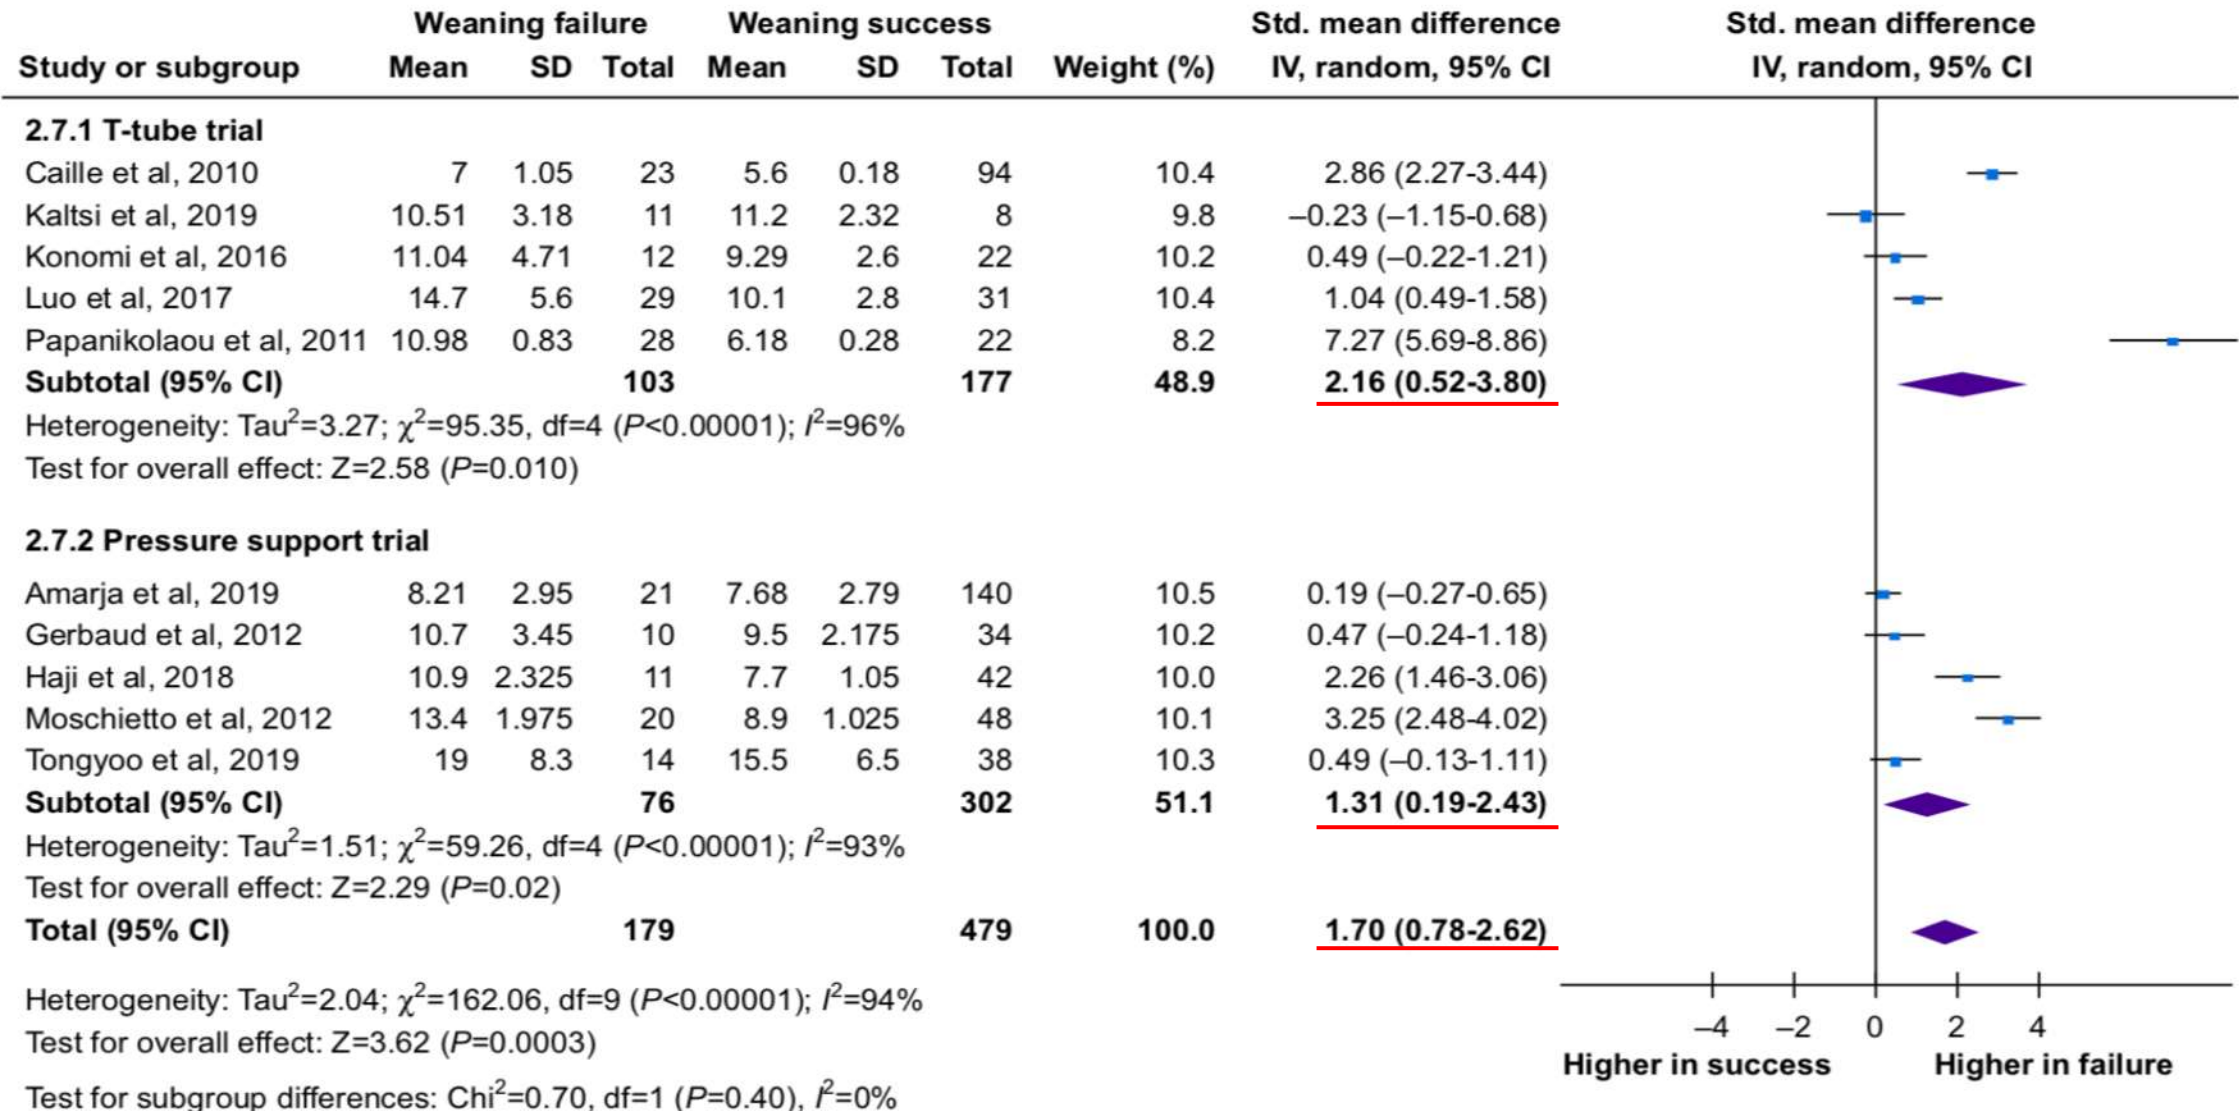 Weaning failure Weaning success Std. mean difference Std. mean difference
Study or subgroup Mean SD Total Mean SD Total Weight (%) IV, random, 95% CI IV, random, 95% CI
2.7.1 T-tube trial
Caille et al, 2010 7 1.05 23 5.6 0.18 94 10.4 2.86 (2.27-3.44)
Kaltsi et al, 2019 10.51 3.18 11 11.2 2.32 8 9.8 –0.23 (–1.15-0.68)
Konomi et al, 2016 11.04 4.71 12 9.29 2.6 22 10.2 0.49 (–0.22-1.21)
Luo et al, 2017 14.7 5.6 29 10.1 2.8 31 10.4 1.04 (0.49-1.58)
Papanikolaou et al, 2011 10.98 0.83 28 6.18 0.28 22 8.2 7.27 (5.69-8.86)
Subtotal (95% CI) 103 177 48.9 2.16 (0.52-3.80)
Heterogeneity: Tau²=3.27; χ²=95.35, df=4 (P<0.00001); I²=96%
Test for overall effect: Z=2.58 (P=0.010)
2.7.2 Pressure support trial
Amarja et al, 2019 8.21 2.95 21 7.68 2.79 140 10.5 0.19 (–0.27-0.65)
Gerbaud et al, 2012 10.7 3.45 10 9.5 2.175 34 10.2 0.47 (–0.24-1.18)
Haji et al, 2018 10.9 2.325 11 7.7 1.05 42 10.0 2.26 (1.46-3.06)
Moschietto et al, 2012 13.4 1.975 20 8.9 1.025 48 10.1 3.25 (2.48-4.02)
Tongyoo et al, 2019 19 8.3 14 15.5 6.5 38 10.3 0.49 (–0.13-1.11)
Subtotal (95% CI) 76 302 51.1 1.31 (0.19-2.43)
Heterogeneity: Tau²=1.51; χ²=59.26, df=4 (P<0.00001); I²=93%
Test for overall effect: Z=2.29 (P=0.02)
Total (95% CI) 179 479 100.0 1.70 (0.78-2.62)
Heterogeneity: Tau²=2.04; χ²=162.06, df=9 (P<0.00001); I²=94%
–4 –2 0 2 4
Test for overall effect: Z=3.62 (P=0.0003)
Higher in success Higher in failure
Test for subgroup differences: Chi²=0.70, df=1 (P=0.40), I²=0%